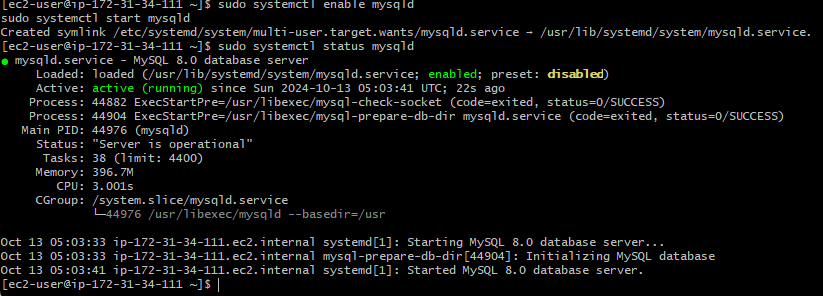 [ec2-user@ip-172-31-34-111 ~]$ sudo systemctl enable mysqld
sudo systemctl start mysqld
Created symlink /etc/systemd/system/multi-user.target.wants/mysqld.service → /usr/lib/systemd/system/mysqld.service.
[ec2-user@ip-172-31-34-111 ~]$ sudo systemctl status mysqld
● mysqld.service - MySQL 8.0 database server
     Loaded: loaded (/usr/lib/systemd/system/mysqld.service; enabled; preset: disabled)
     Active: active (running) since Sun 2024-10-13 05:03:41 UTC; 22s ago
    Process: 44882 ExecStartPre=/usr/libexec/mysql-check-socket (code=exited, status=0/SUCCESS)
    Process: 44904 ExecStartPre=/usr/libexec/mysql-prepare-db-dir mysqld.service (code=exited, status=0/SUCCESS)
   Main PID: 44976 (mysqld)
     Status: "Server is operational"
      Tasks: 38 (limit: 4400)
     Memory: 396.7M
        CPU: 3.001s
     CGroup: /system.slice/mysqld.service
             └─44976 /usr/libexec/mysqld --basedir=/usr
Oct 13 05:03:33 ip-172-31-34-111.ec2.internal systemd[1]: Starting MySQL 8.0 database server...
Oct 13 05:03:33 ip-172-31-34-111.ec2.internal mysql-prepare-db-dir[44904]: Initializing MySQL database
Oct 13 05:03:41 ip-172-31-34-111.ec2.internal systemd[1]: Started MySQL 8.0 database server.
[ec2-user@ip-172-31-34-111 ~]$